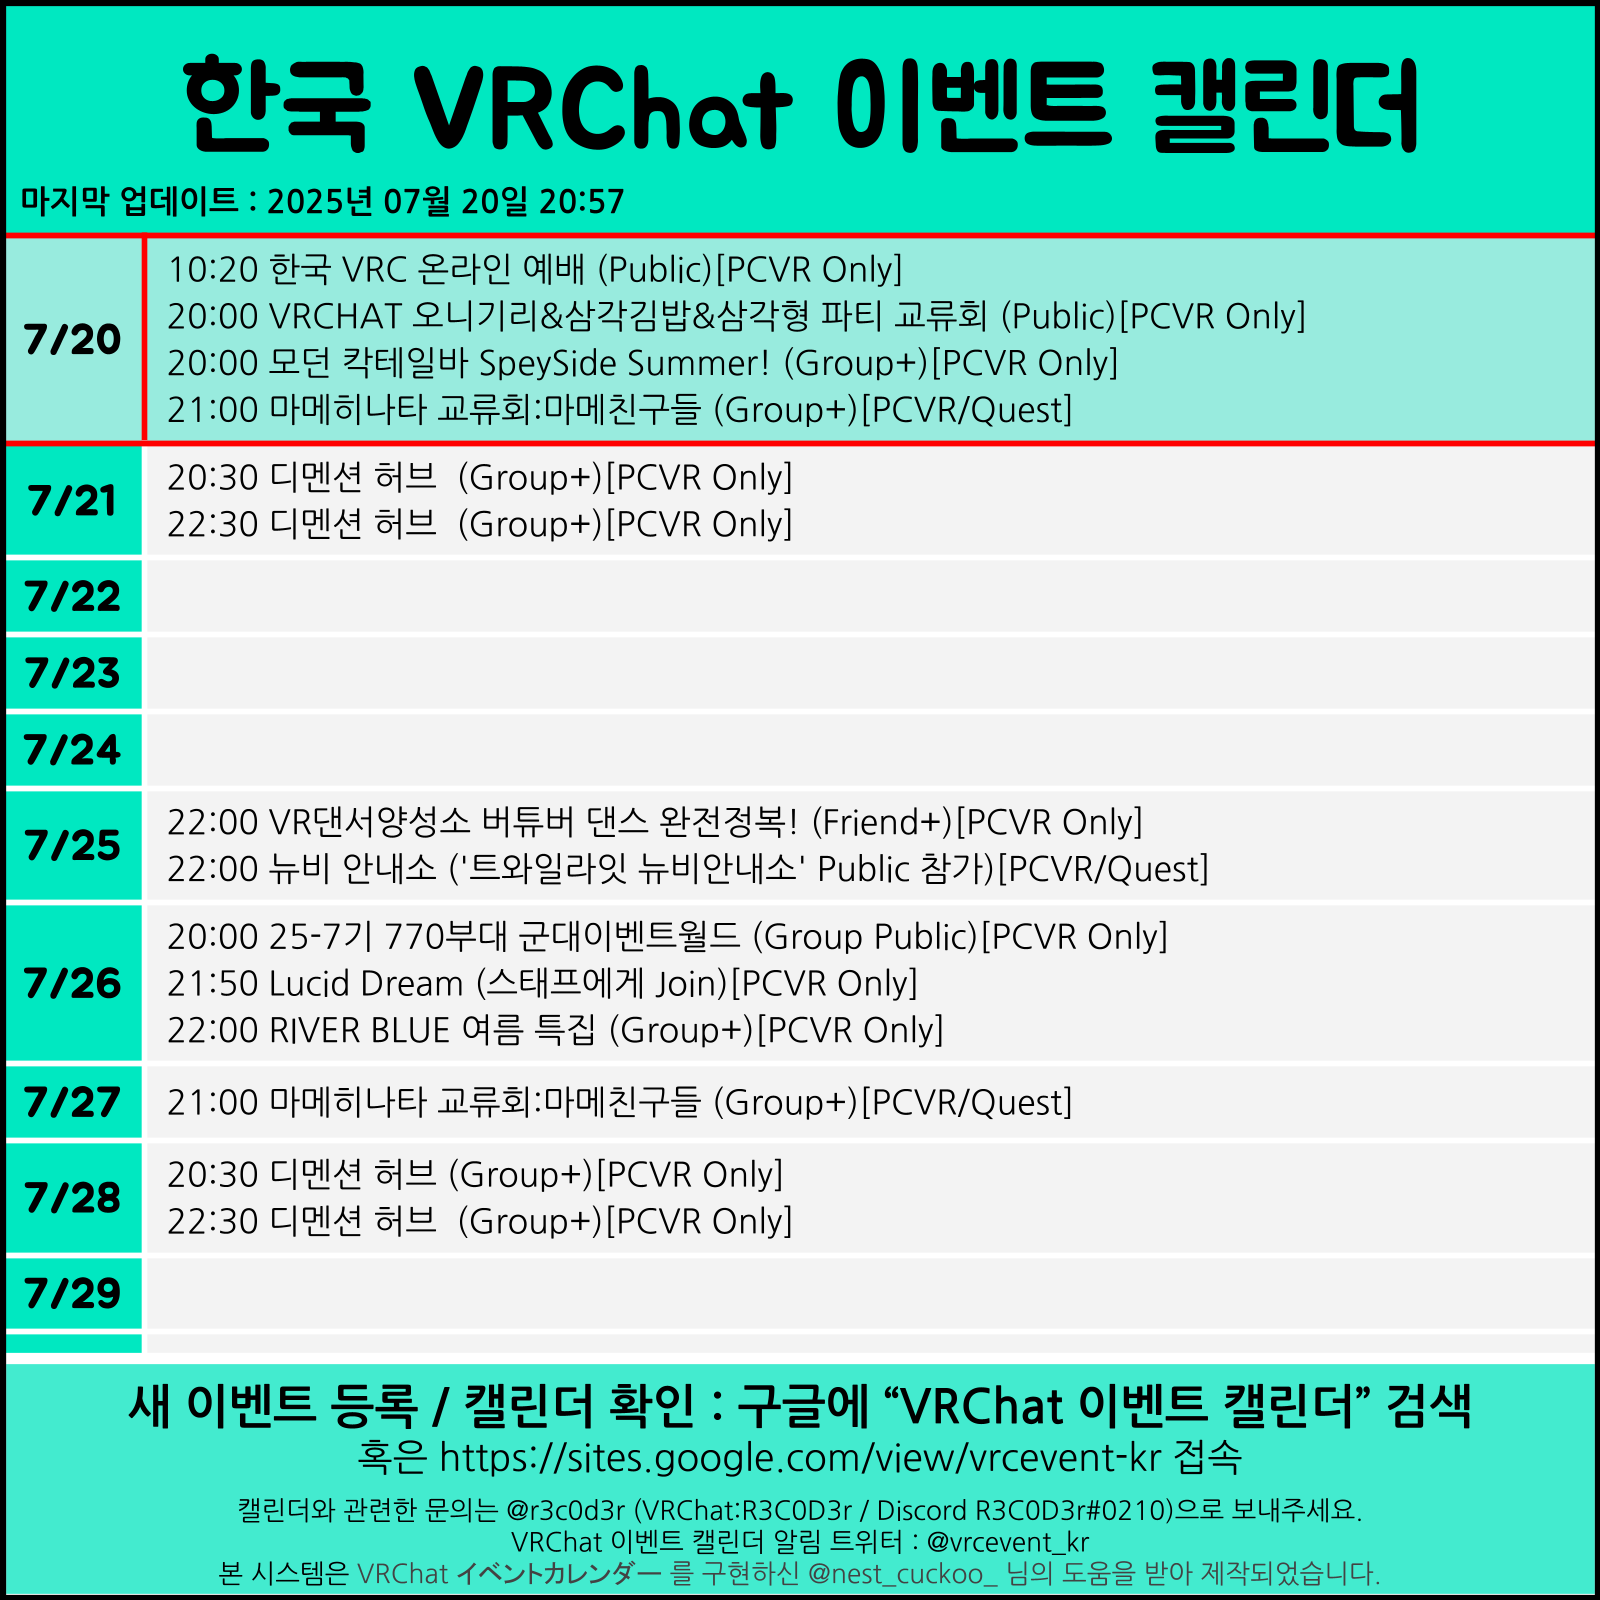 한국 VRChat 이벤트 캘린더
마지막 업데이트 : 2025년 07월 20일 20:57
7/20
10:20 한국 VRC 온라인 예배 (Public)[PCVR Only]
20:00 VRCHAT 오니기리&삼각김밥&삼각형 파티 교류회 (Public)[PCVR Only]
20:00 모던 칵테일바 SpeySide Summer! (Group+)[PCVR Only]
21:00 마메히나타 교류회:마메친구들 (Group+)[PCVR/Quest]
7/21
20:30 디멘션 허브  (Group+)[PCVR Only]
22:30 디멘션 허브  (Group+)[PCVR Only]
7/22
7/23
7/24
7/25
22:00 VR댄서양성소 버튜버 댄스 완전정복! (Friend+)[PCVR Only]
22:00 뉴비 안내소 ('트와일라잇 뉴비안내소' Public 참가)[PCVR/Quest]
7/26
20:00 25-7기 770부대 군대이벤트월드 (Group Public)[PCVR Only]
21:50 Lucid Dream (스태프에게 Join)[PCVR Only]
22:00 RIVER BLUE 여름 특집 (Group+)[PCVR Only]
7/27
21:00 마메히나타 교류회:마메친구들 (Group+)[PCVR/Quest]
7/28
20:30 디멘션 허브 (Group+)[PCVR Only]
22:30 디멘션 허브  (Group+)[PCVR Only]
7/29
새 이벤트 등록 / 캘린더 확인 : 구글에 “VRChat 이벤트 캘린더” 검색
혹은 https://sites.google.com/view/vrcevent-kr 접속
캘린더와 관련한 문의는 @r3c0d3r (VRChat:R3C0D3r / Discord R3C0D3r#0210)으로 보내주세요.
VRChat 이벤트 캘린더 알림 트위터 : @vrcevent_kr
본 시스템은 VRChat イベントカレンダー 를 구현하신 @nest_cuckoo_ 님의 도움을 받아 제작되었습니다.